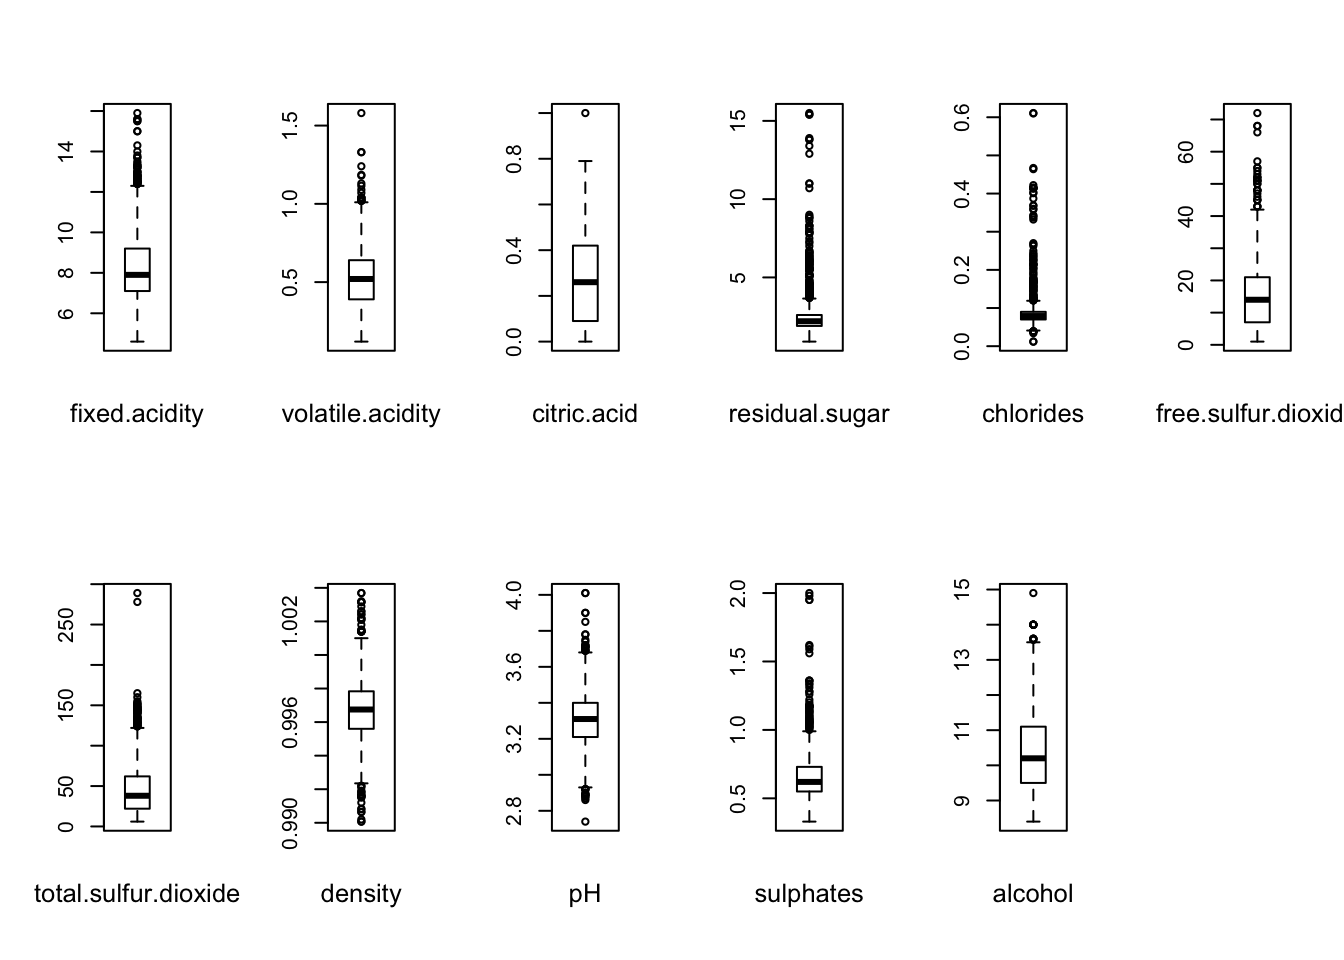 6 8 10 14
fixed.acidity
0.5 1.0 1.5
volatile.acidity
0.0 0.4 0.8
citric.acid
5 10 15
residual.sugar
0.0 0.2 0.4 0.6
chlorides
0 20 40 60
free.sulfur.dioxid
0 50 150 250
total.sulfur.dioxide
0.990 0.996 1.002
density
2.8 3.2 3.6 4.0
pH
0.5 1.0 1.5 2.0
sulphates
9 11 13 15
alcohol